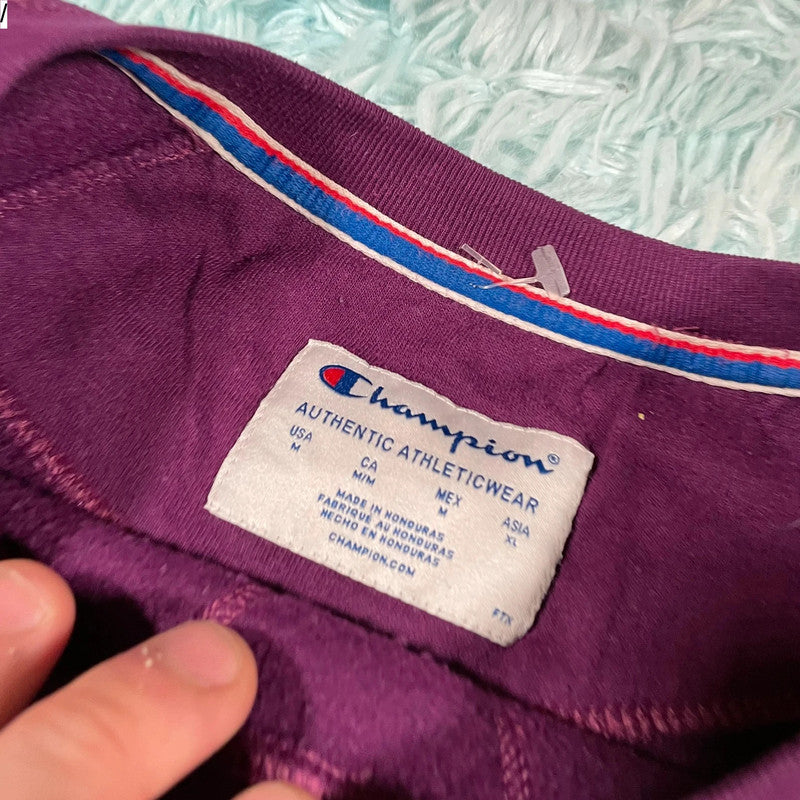 /
Champion®
AUTHENTIC ATHLETICWEAR
USA CA MEX ASIA
M M/M M XL
MADE IN HONDURAS
FABRIQUE AU HONDURAS
HECHO EN HONDURAS
CHAMPION.COM
FTX